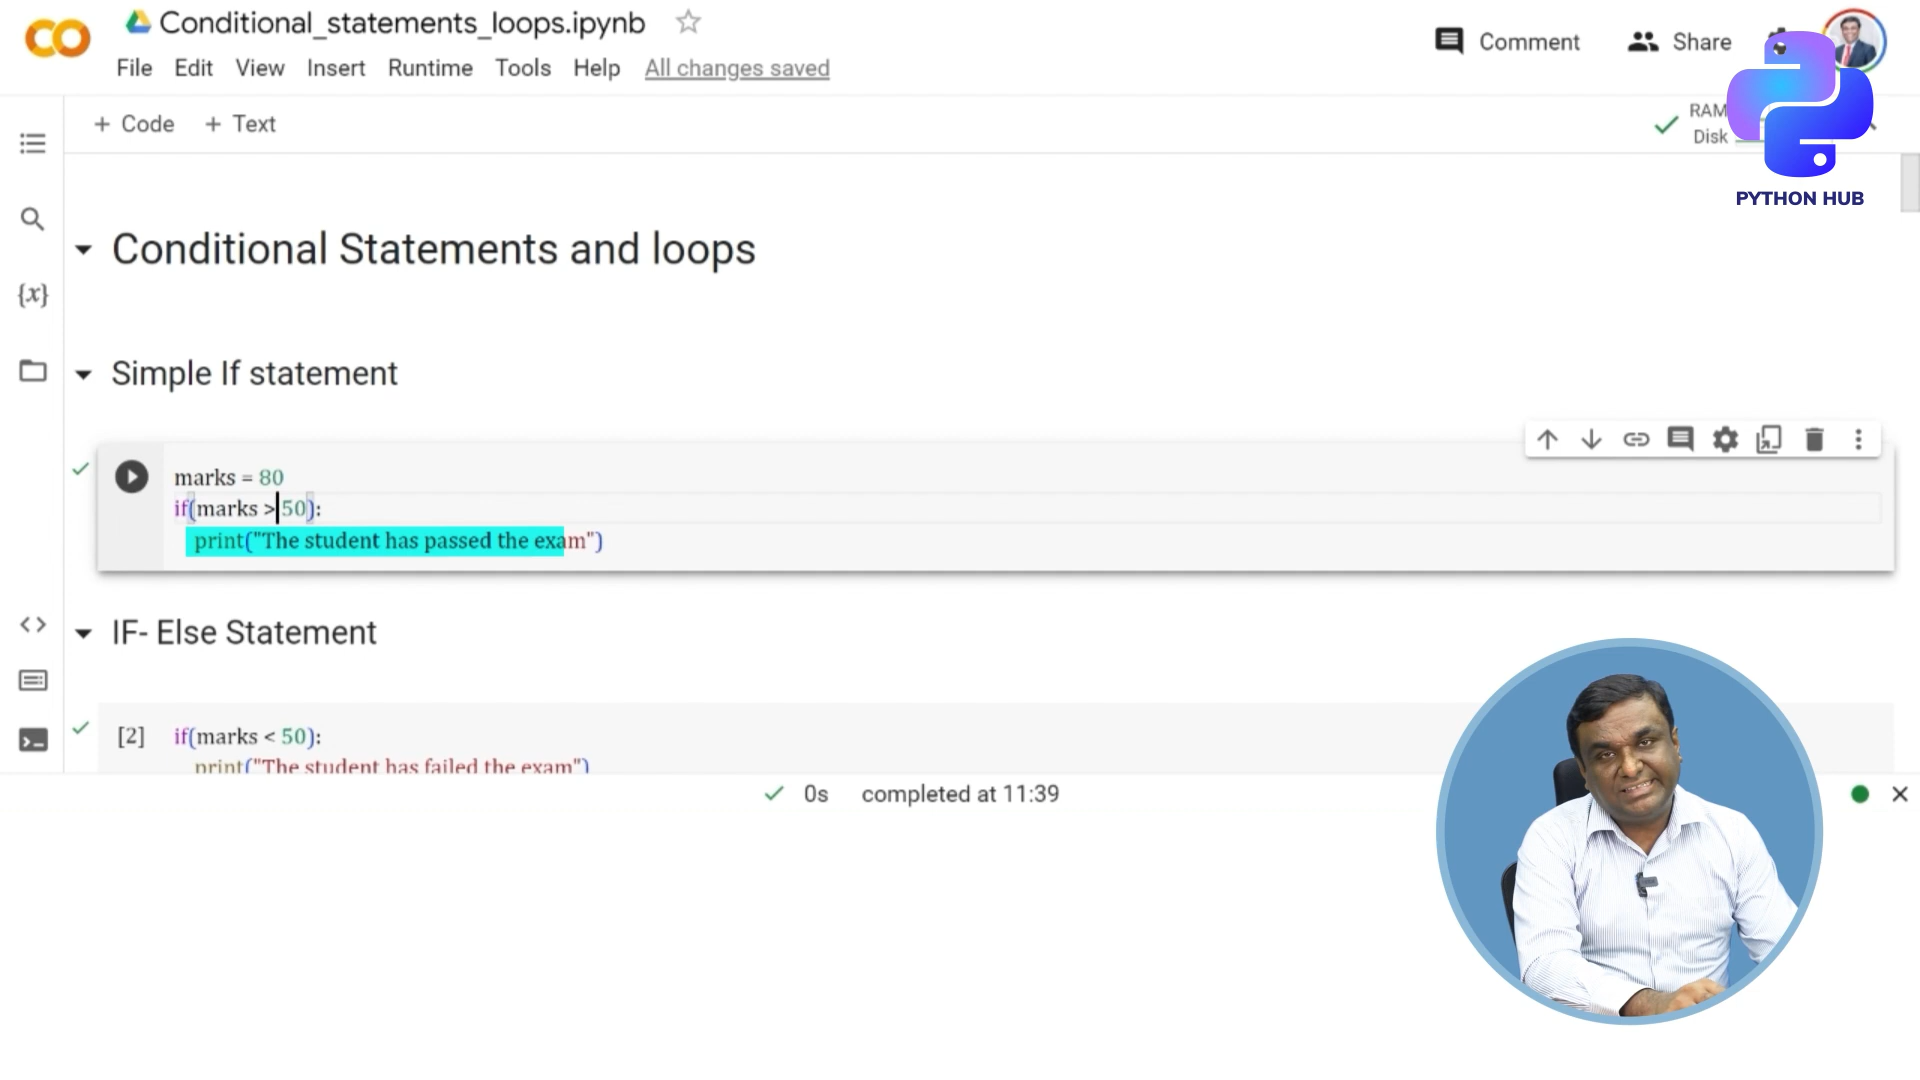 Conditional_statements_loops.ipynb
File Edit View Insert Runtime Tools Help All changes saved
Comment Share
+ Code + Text
RAM
Disk
PYTHON HUB
Conditional Statements and loops
{x}
Simple If statement
marks = 80
if(marks >50):
print("The student has passed the exam")
IF- Else Statement
[2] if(marks < 50):
print("The student has failed the exam")
0s completed at 11:39